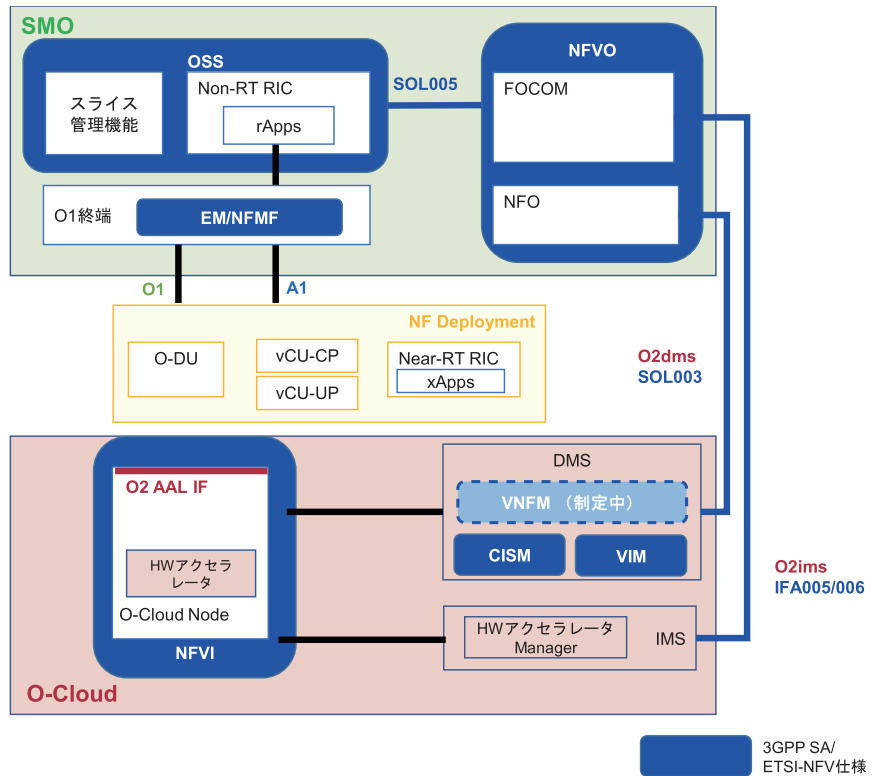 SMO
OSS
スライス
管理機能
Non-RT RIC
rApps
SOL005
NFVO
FOCOM
NFO
O1終端
EM/NFMF
O1
A1
NF Deployment
O-DU
vCU-CP
vCU-UP
Near-RT RIC
xApps
O2dms
SOL003
O2 AAL IF
HWアクセラ
レータ
O-Cloud Node
NFVI
DMS
VNFM （制定中）
CISM
VIM
HWアクセラレータ
Manager
IMS
O2ims
IFA005/006
O-Cloud
3GPP SA/
ETSI-NFV仕様